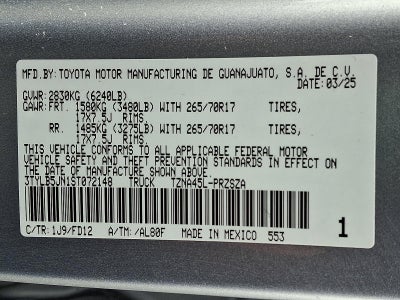 MFD.BY:TOYOTA MOTOR MANUFACTURING DE GUANAJUATO, S.A. DE C.V.
DATE 03/25
GVWR:2830KG (6240LB)
GAWR:FRT. 1580KG (3480LB) WITH 265/70R17 TIRES,
17X7.5J RIMS.
RR. 1485KG (3275LB) WITH 265/70R17 TIRES,
17X7.5J RIMS.
THIS VEHICLE CONFORMS TO ALL APPLICABLE FEDERAL MOTOR
VEHICLE SAFETY AND THEFT PREVENTION STANDARDS IN EFFECT ON
THE DATE OF MANUFACTURE SHOWN ABOVE.
3TYLB5JN1ST072148 TRUCK TZNA45L-PRZSZA
1
C/TR: 1J9/FD12 A/TM: /AL80F MADE IN MEXICO 553